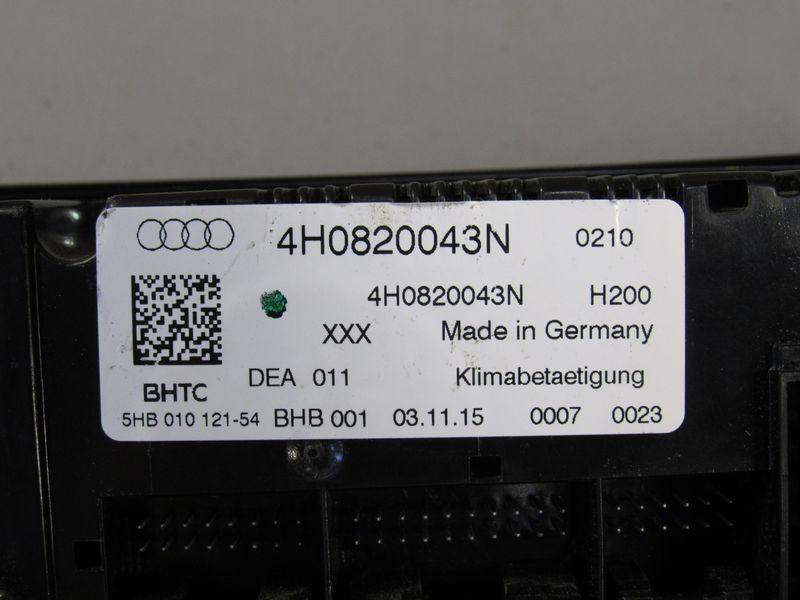 4H0820043N 0210
4H0820043N H200
XXX Made in Germany
BHTC DEA 011 Klimabetaetigung
5HB 010 121-54 BHB 001 03.11.15 0007 0023